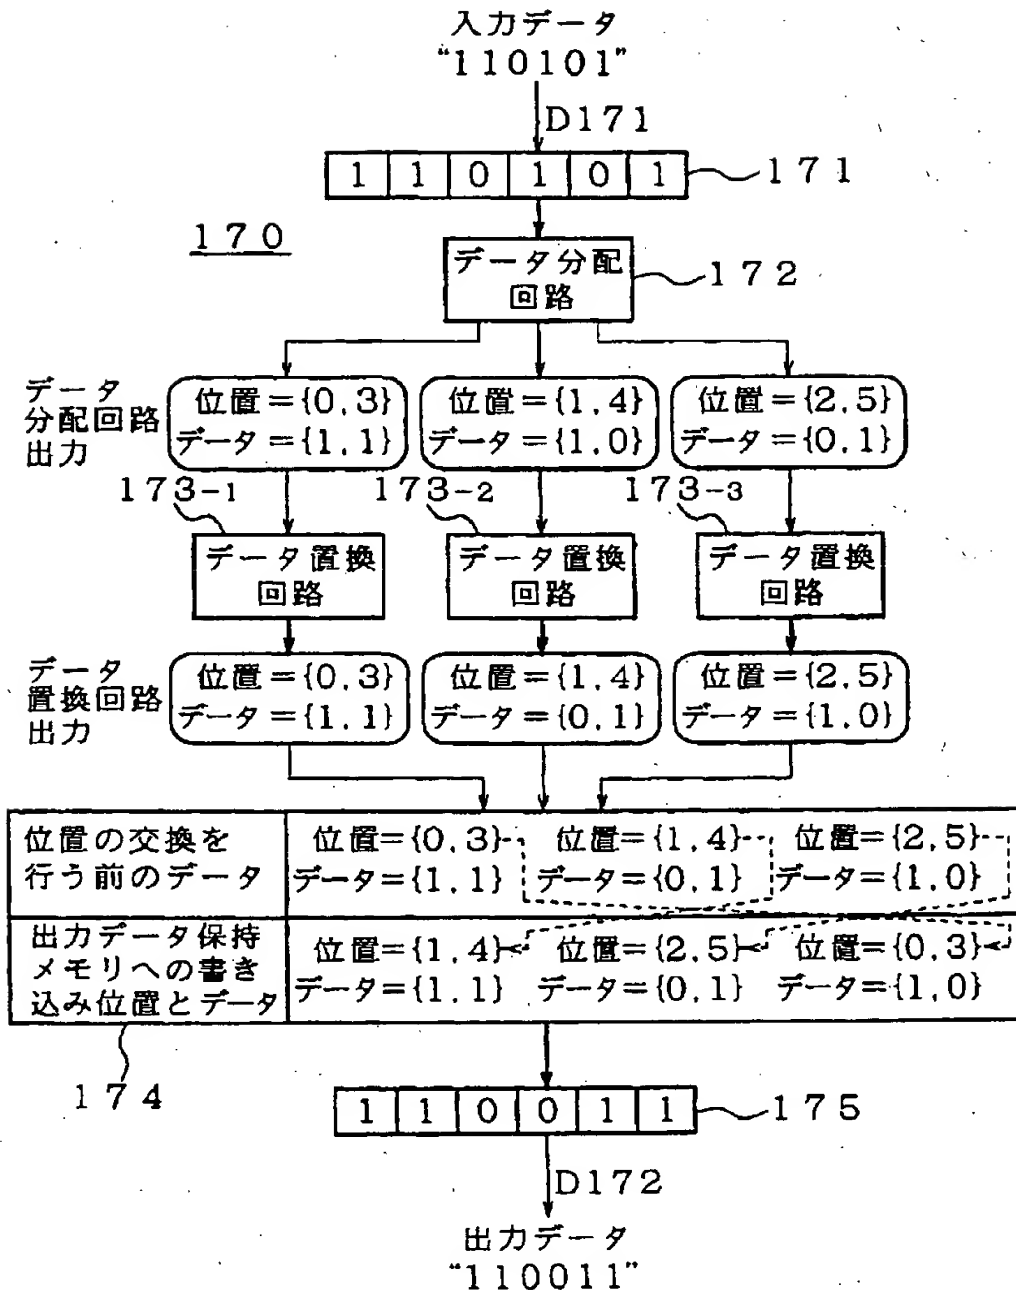 入力データ
“110101”
D171
1 1 0 1 0 1
171
170
データ分配
回路
172
データ
分配回路
出力
位置={0,3}
データ={1,1}
位置={1,4}
データ={1,0}
位置={2,5}
データ={0,1}
173-1
173-2
173-3
データ置換
回路
データ置換
回路
データ置換
回路
データ
置換回路
出力
位置={0,3}
データ={1,1}
位置={1,4}
データ={0,1}
位置={2,5}
データ={1,0}
位置の交換を
行う前のデータ
位置={0,3}
データ={1,1}
位置={1,4}
データ={0,1}
位置={2,5}
データ={1,0}
出力データ保持
メモリへの書き
込み位置とデータ
位置={1,4}
データ={1,1}
位置={2,5}
データ={0,1}
位置={0,3}
データ={1,0}
174
1 1 0 0 1 1
175
D172
出力データ
“110011”